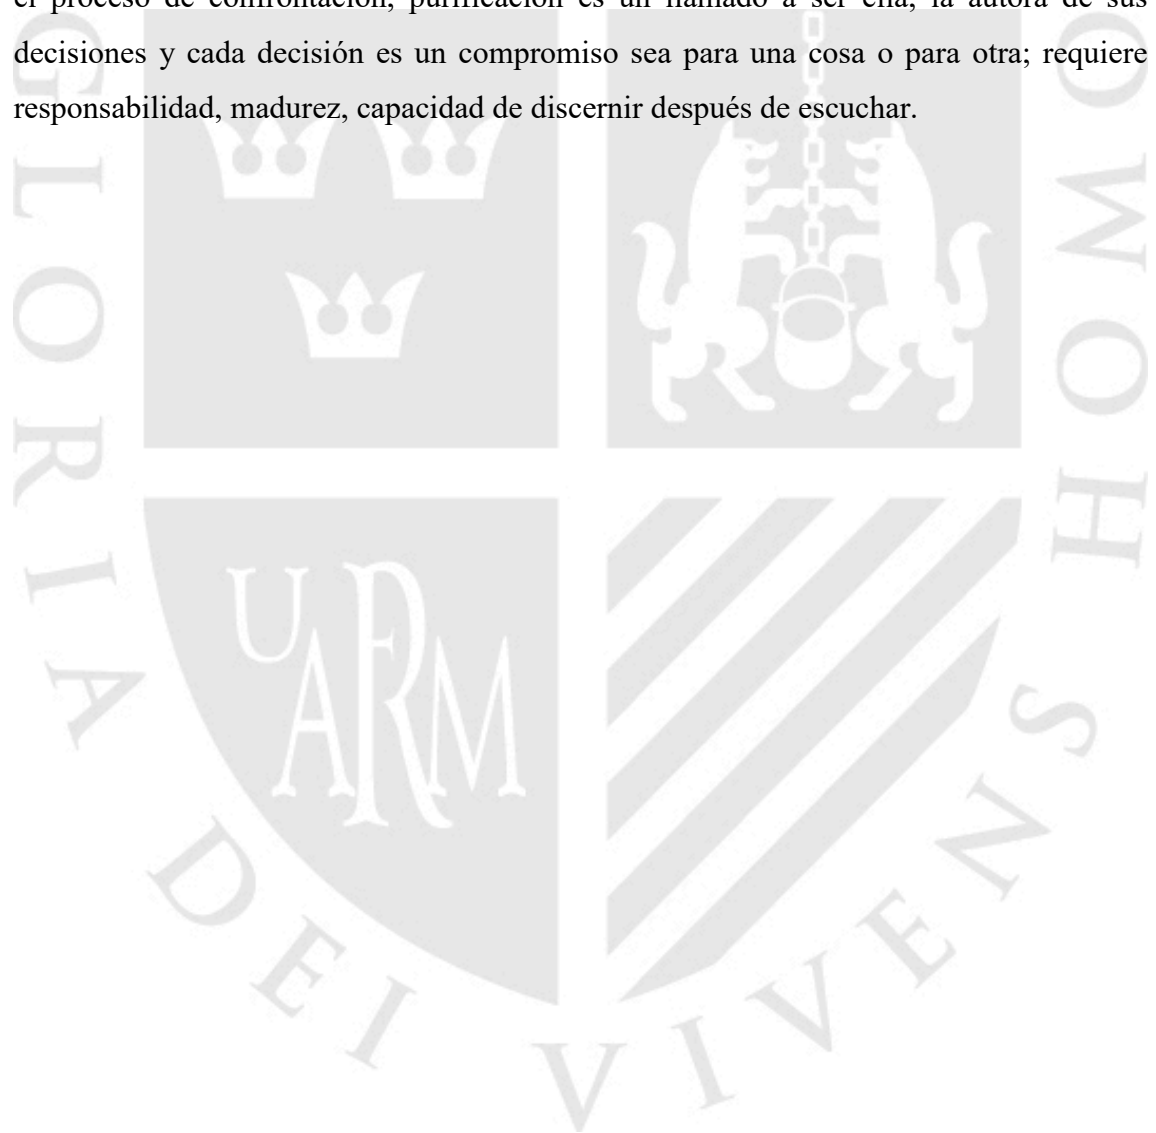 el proceso de confrontación, purificación es un llamado a ser ella, la autora de sus
decisiones y cada decisión es un compromiso sea para una cosa o para otra; requiere
responsabilidad, madurez, capacidad de discernir después de escuchar.
GLORIA DEI VIVENS HOMO
UARM